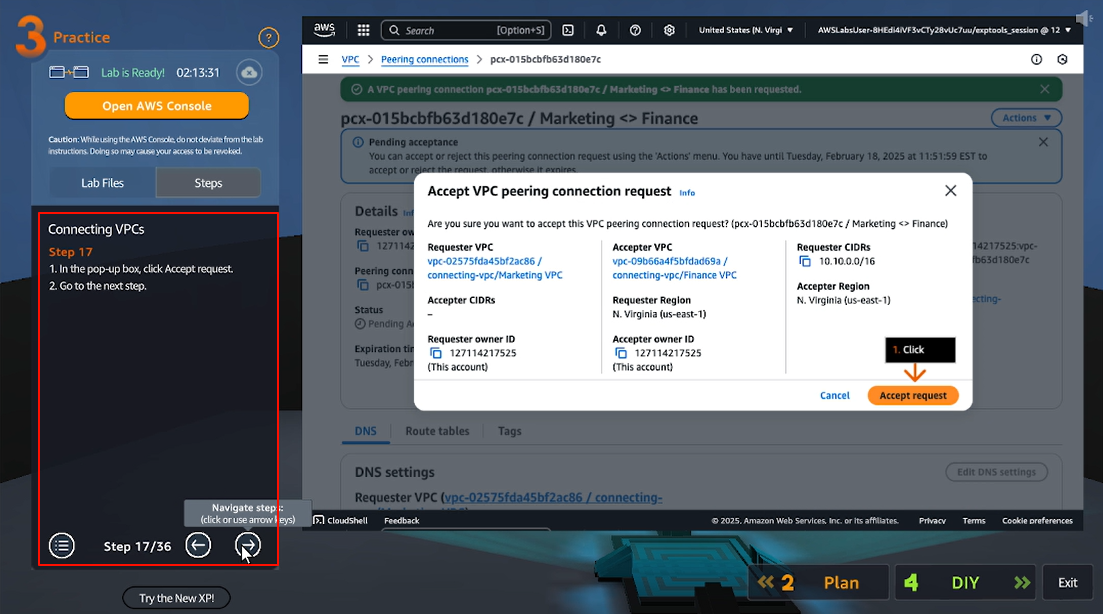 3 Practice
?
Lab is Ready! 02:13:31
Open AWS Console
Caution: While using the AWS Console, do not deviate from the lab
instructions. Doing so may cause your access to be revoked.
Lab Files
Steps
Connecting VPCs
Step 17
1. In the pop-up box, click Accept request.
2. Go to the next step.
Navigate steps:
(click or use arrow keys)
Step 17/36
Try the New XP!
aws
Search [Option+S]
United States (N. Virgi ▼
AWSLabsUser-8HEdi4iVF3vCTy28vUc7uu/exptools_session @ 12 ▼
VPC > Peering connections > pcx-015bcbfb63d180e7c
A VPC peering connection pcx-015bcbfb63d180e7c / Marketing <> Finance has been requested.
pcx-015bcbfb63d180e7c / Marketing <> Finance
Actions ▼
Pending acceptance
You can accept or reject this peering connection request using the 'Actions' menu. You have until Tuesday, February 18, 2025 at 11:51:59 EST to
accept or reject the request, otherwise it expires.
Details Inf
Requester ow
127114
Peering conn
pcx-015
Status
Pending A
Expiration tim
Tuesday, Febr
14217525:vpc-
fb63d180e7c
cting-
Accept VPC peering connection request Info
Are you sure you want to accept this VPC peering connection request? (pcx-015bcbfb63d180e7c / Marketing <> Finance)
Requester VPC
vpc-02575fda45bf2ac86 /
connecting-vpc/Marketing VPC
Accepter CIDRs
–
Requester owner ID
127114217525
(This account)
Accepter VPC
vpc-09b66a4f5bfdad69a /
connecting-vpc/Finance VPC
Requester Region
N. Virginia (us-east-1)
Accepter owner ID
127114217525
(This account)
Requester CIDRs
10.10.0.0/16
Accepter Region
N. Virginia (us-east-1)
1. Click
Cancel
Accept request
DNS
Route tables
Tags
DNS settings
Edit DNS settings
Requester VPC (vpc-02575fda45bf2ac86 / connecting-
CloudShell
Feedback
© 2025, Amazon Web Services, Inc. or its affiliates.
Privacy
Terms
Cookie preferences
« 2 Plan
4 DIY »
Exit